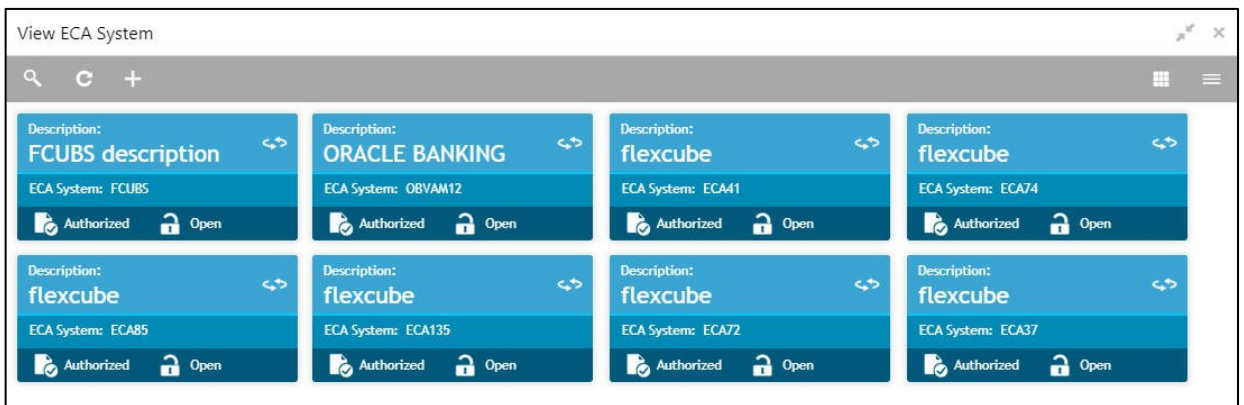 View ECA System
Description:
FCUBS description
ECA System: FCUBS
Authorized Open
Description:
ORACLE BANKING
ECA System: OBVAM12
Authorized Open
Description:
flexcube
ECA System: ECA41
Authorized Open
Description:
flexcube
ECA System: ECA74
Authorized Open
Description:
flexcube
ECA System: ECA85
Authorized Open
Description:
flexcube
ECA System: ECA135
Authorized Open
Description:
flexcube
ECA System: ECA72
Authorized Open
Description:
flexcube
ECA System: ECA37
Authorized Open